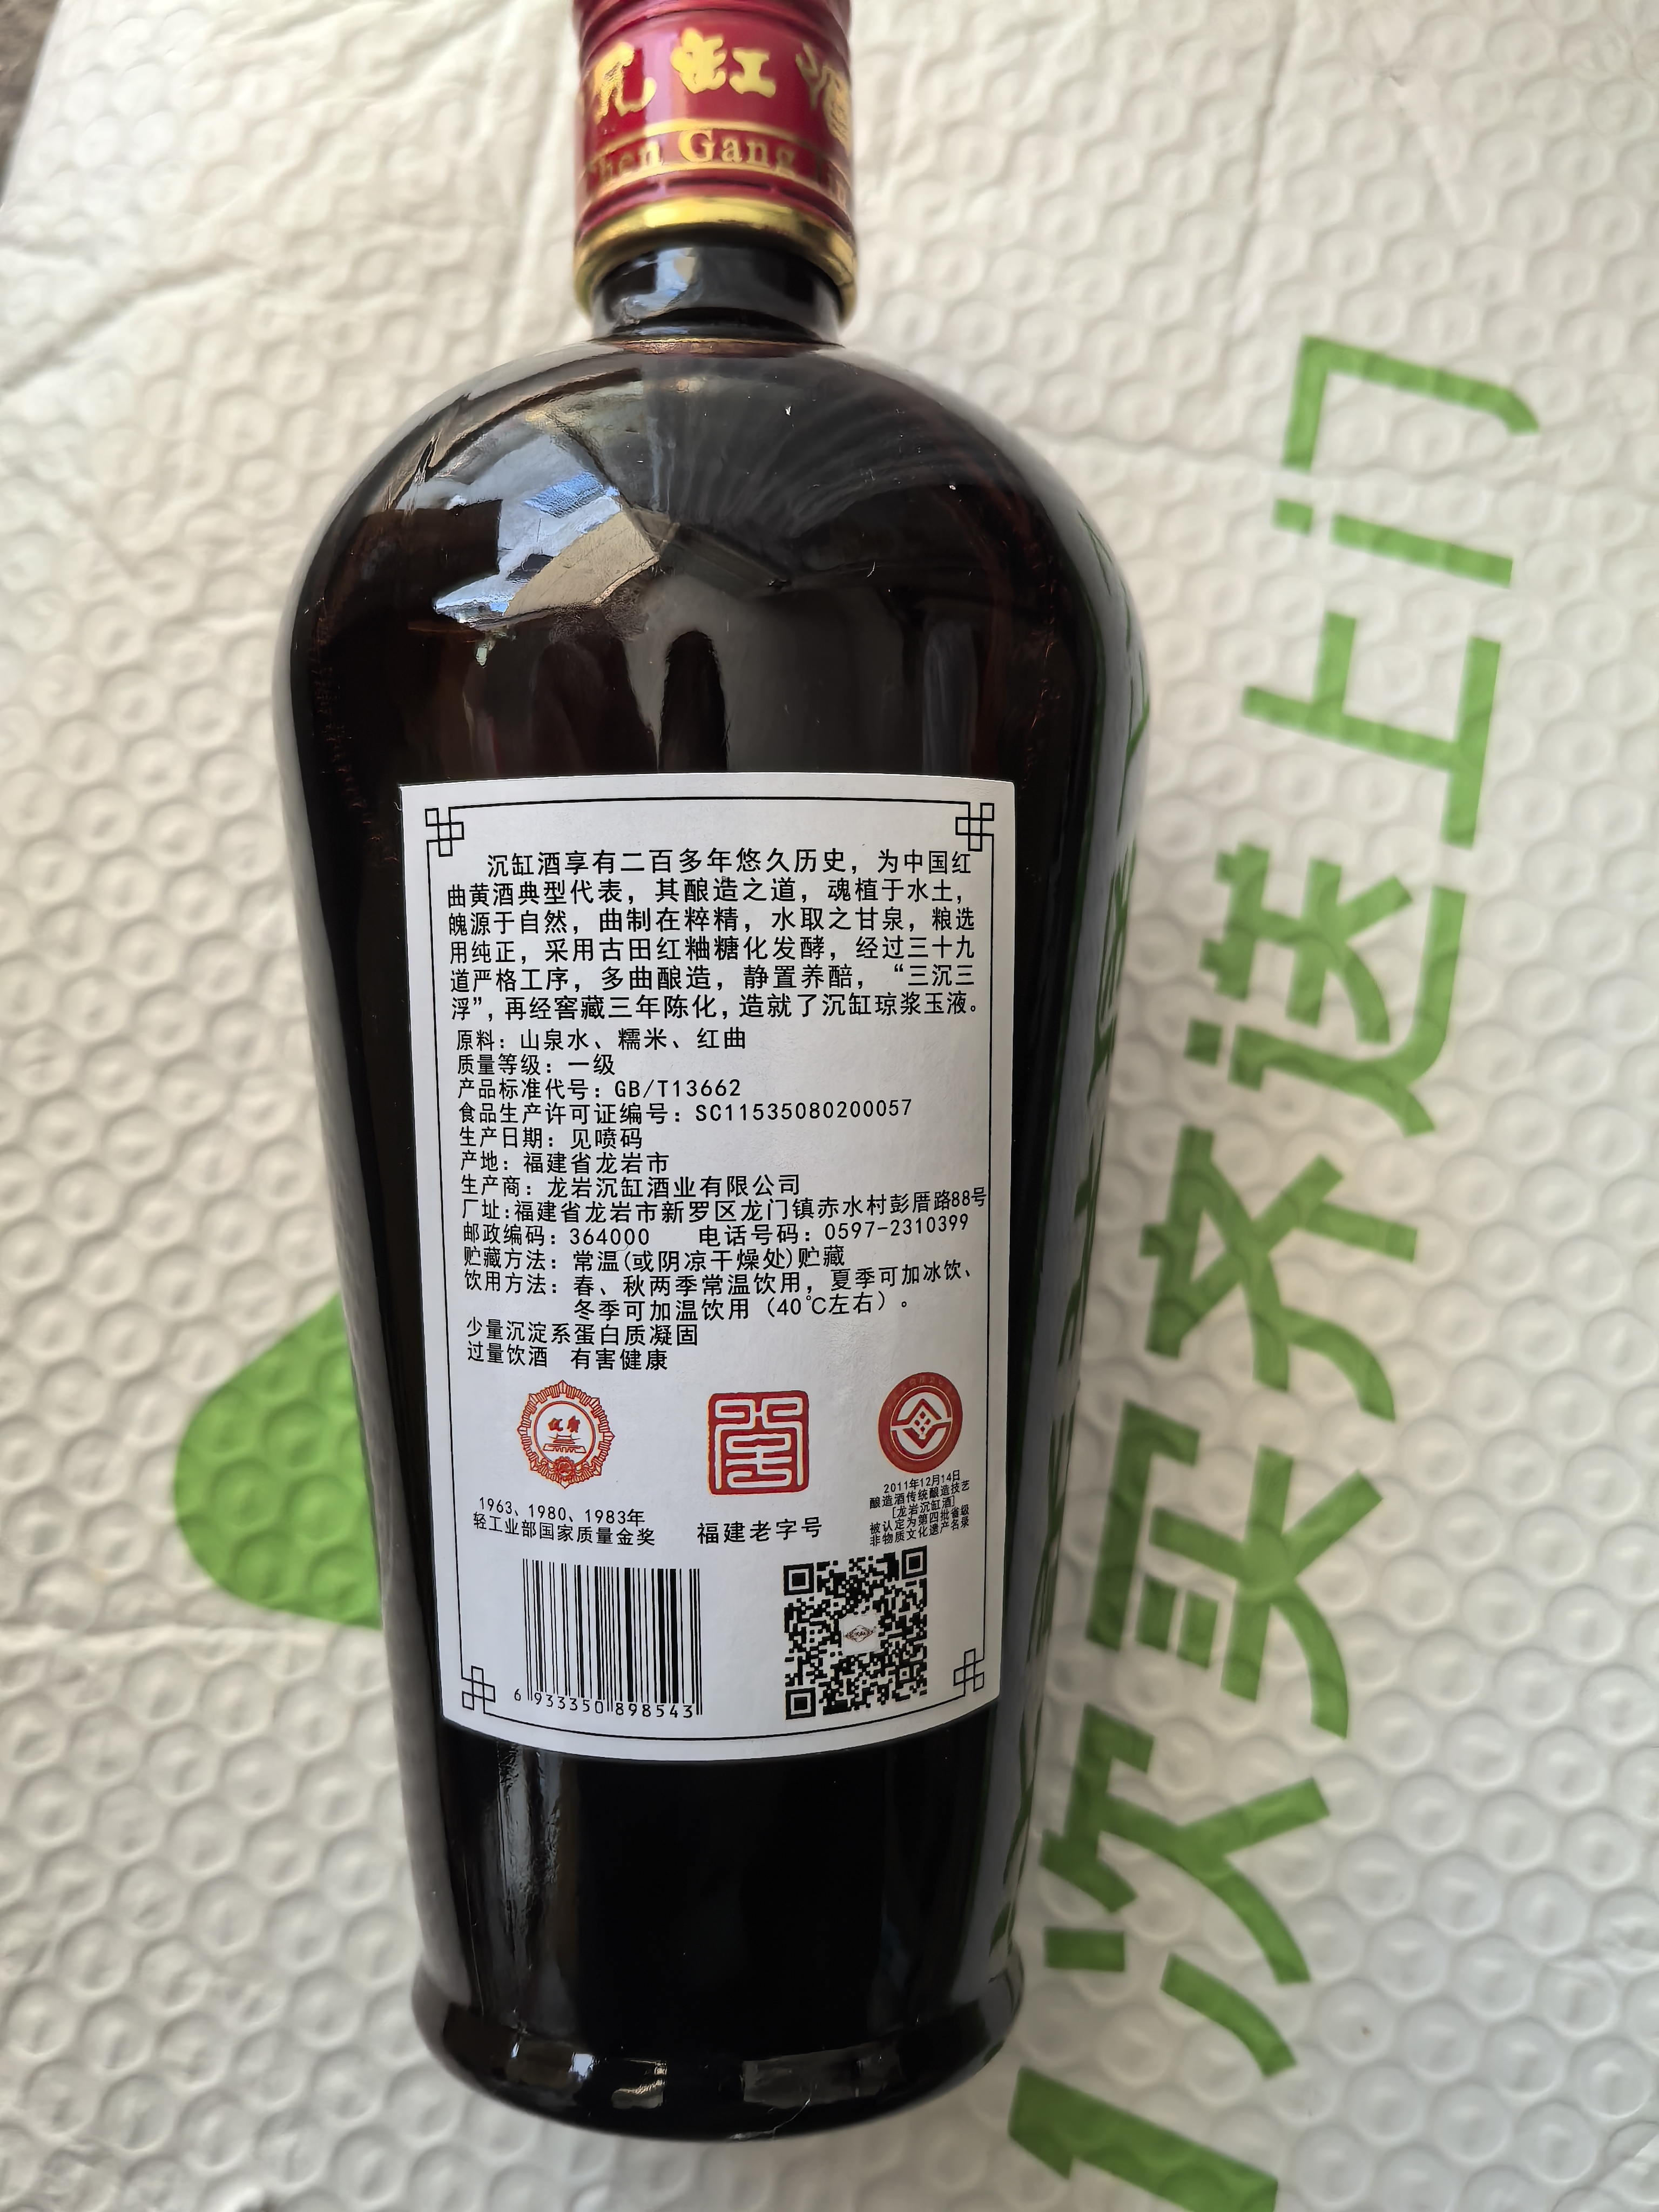 沉缸酒
Chen Gang
沉缸酒享有二百多年悠久历史，为中国红
曲黄酒典型代表，其酿造之道，魂植于水土，
魄源于自然，曲制在粹精，水取之甘泉，粮选
用纯正，采用古田红粬糖化发酵，经过三十九
道严格工序，多曲酿造，静置养醅，“三沉三
浮”，再经窖藏三年陈化，造就了沉缸琼浆玉液。
原料：山泉水、糯米、红曲
质量等级：一级
产品标准代号：GB/T13662
食品生产许可证编号：SC11535080200057
生产日期：见喷码
产地：福建省龙岩市
生产商：龙岩沉缸酒业有限公司
厂址:福建省龙岩市新罗区龙门镇赤水村彭厝路88号
邮政编码：364000 电话号码：0597-2310399
贮藏方法：常温(或阴凉干燥处)贮藏
饮用方法：春、秋两季常温饮用，夏季可加冰饮、
冬季可加温饮用（40℃左右）。
少量沉淀系蛋白质凝固
过量饮酒 有害健康
1963、1980、1983年
轻工业部国家质量金奖
福建老字号
2011年12月14日
酿造酒传统酿造技艺
[龙岩沉缸酒]
被认定为第四批省级
非物质文化遗产名录
6 933350 898543
1次买齐送上门